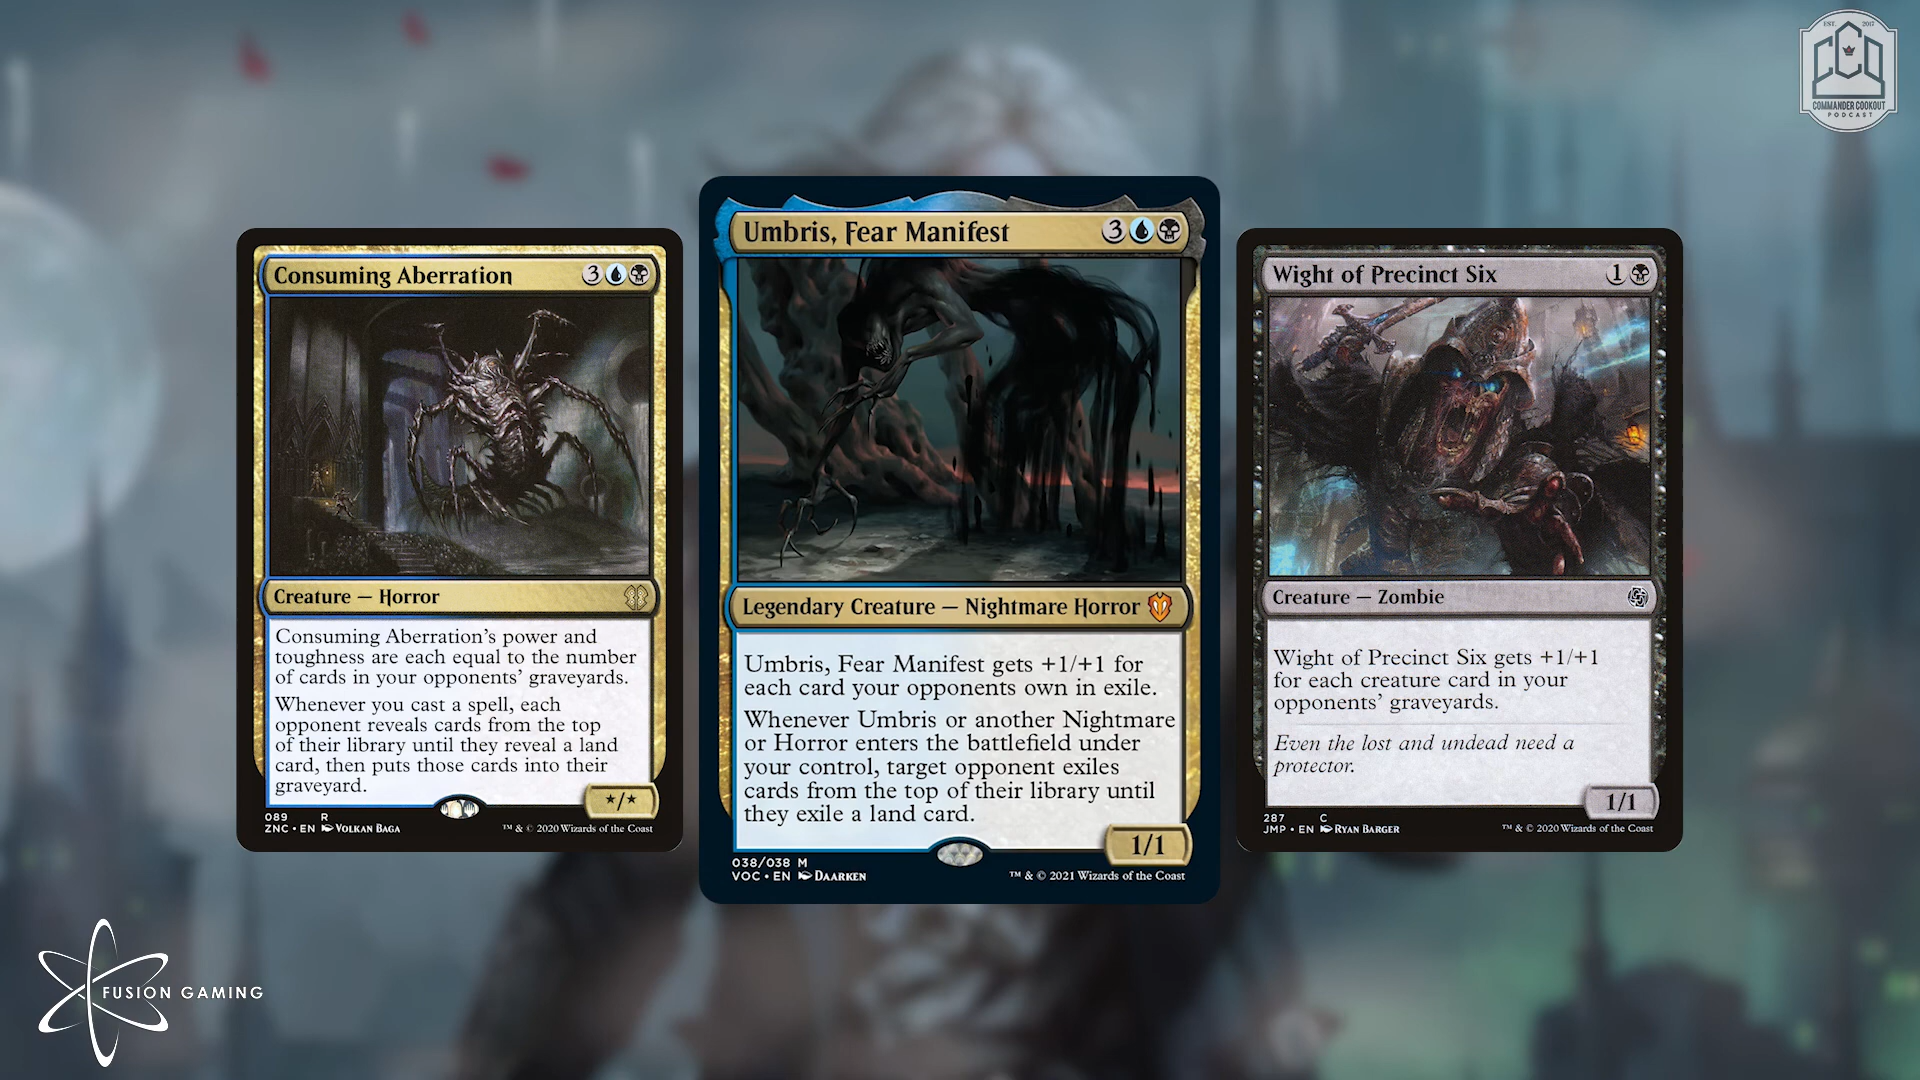 EST. 2017
CCO
COMMANDER COOKOUT
PODCAST
Consuming Aberration 3
Creature — Horror
Consuming Aberration's power and
toughness are each equal to the number
of cards in your opponents' graveyards.
Whenever you cast a spell, each
opponent reveals cards from the top
of their library until they reveal a land
card, then puts those cards into their
graveyard.
★/★
089 R
ZNC • EN VOLKAN BAGA
™ & © 2020 Wizards of the Coast
Umbris, Fear Manifest 3
Legendary Creature — Nightmare Horror
Umbris, Fear Manifest gets +1/+1 for
each card your opponents own in exile.
Whenever Umbris or another Nightmare
or Horror enters the battlefield under
your control, target opponent exiles
cards from the top of their library until
they exile a land card.
1/1
038/038 M
VOC • EN DAARKEN
™ & © 2021 Wizards of the Coast
Wight of Precinct Six 1
Creature — Zombie
Wight of Precinct Six gets +1/+1
for each creature card in your
opponents' graveyards.
Even the lost and undead need a
protector.
1/1
287 C
JMP • EN RYAN BARGER
™ & © 2020 Wizards of the Coast
FUSION GAMING